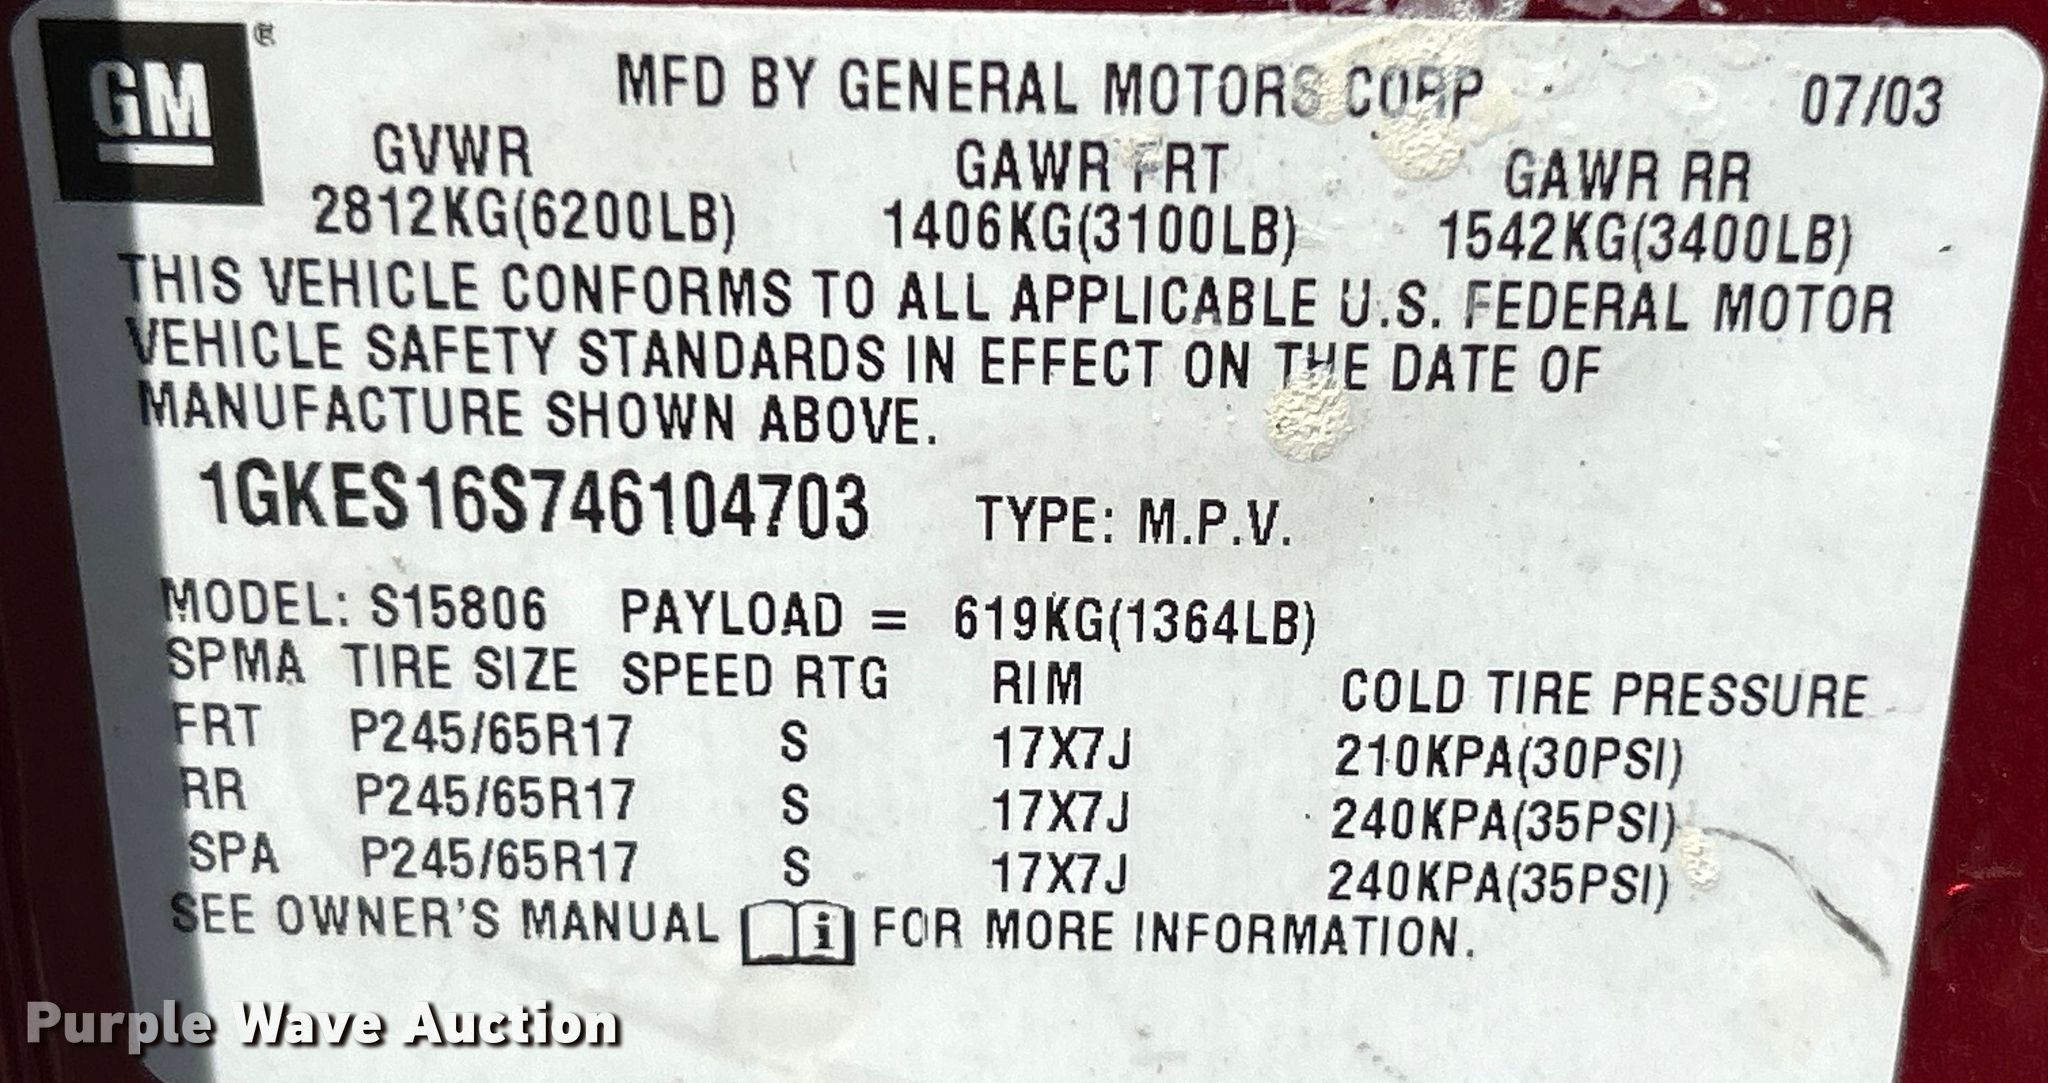 GM ®
MFD BY GENERAL MOTORS CORP 07/03
GVWR GAWR FRT GAWR RR
2812KG(6200LB) 1406KG(3100LB) 1542KG(3400LB)
THIS VEHICLE CONFORMS TO ALL APPLICABLE U.S. FEDERAL MOTOR
VEHICLE SAFETY STANDARDS IN EFFECT ON THE DATE OF
MANUFACTURE SHOWN ABOVE.
1GKES16S746104703 TYPE: M.P.V.
MODEL: S15806 PAYLOAD = 619KG(1364LB)
SPMA TIRE SIZE SPEED RTG RIM COLD TIRE PRESSURE
FRT P245/65R17 S 17X7J 210KPA(30PSI)
RR P245/65R17 S 17X7J 240KPA(35PSI)
SPA P245/65R17 S 17X7J 240KPA(35PSI)
SEE OWNER'S MANUAL i FOR MORE INFORMATION.
Purple Wave Auction